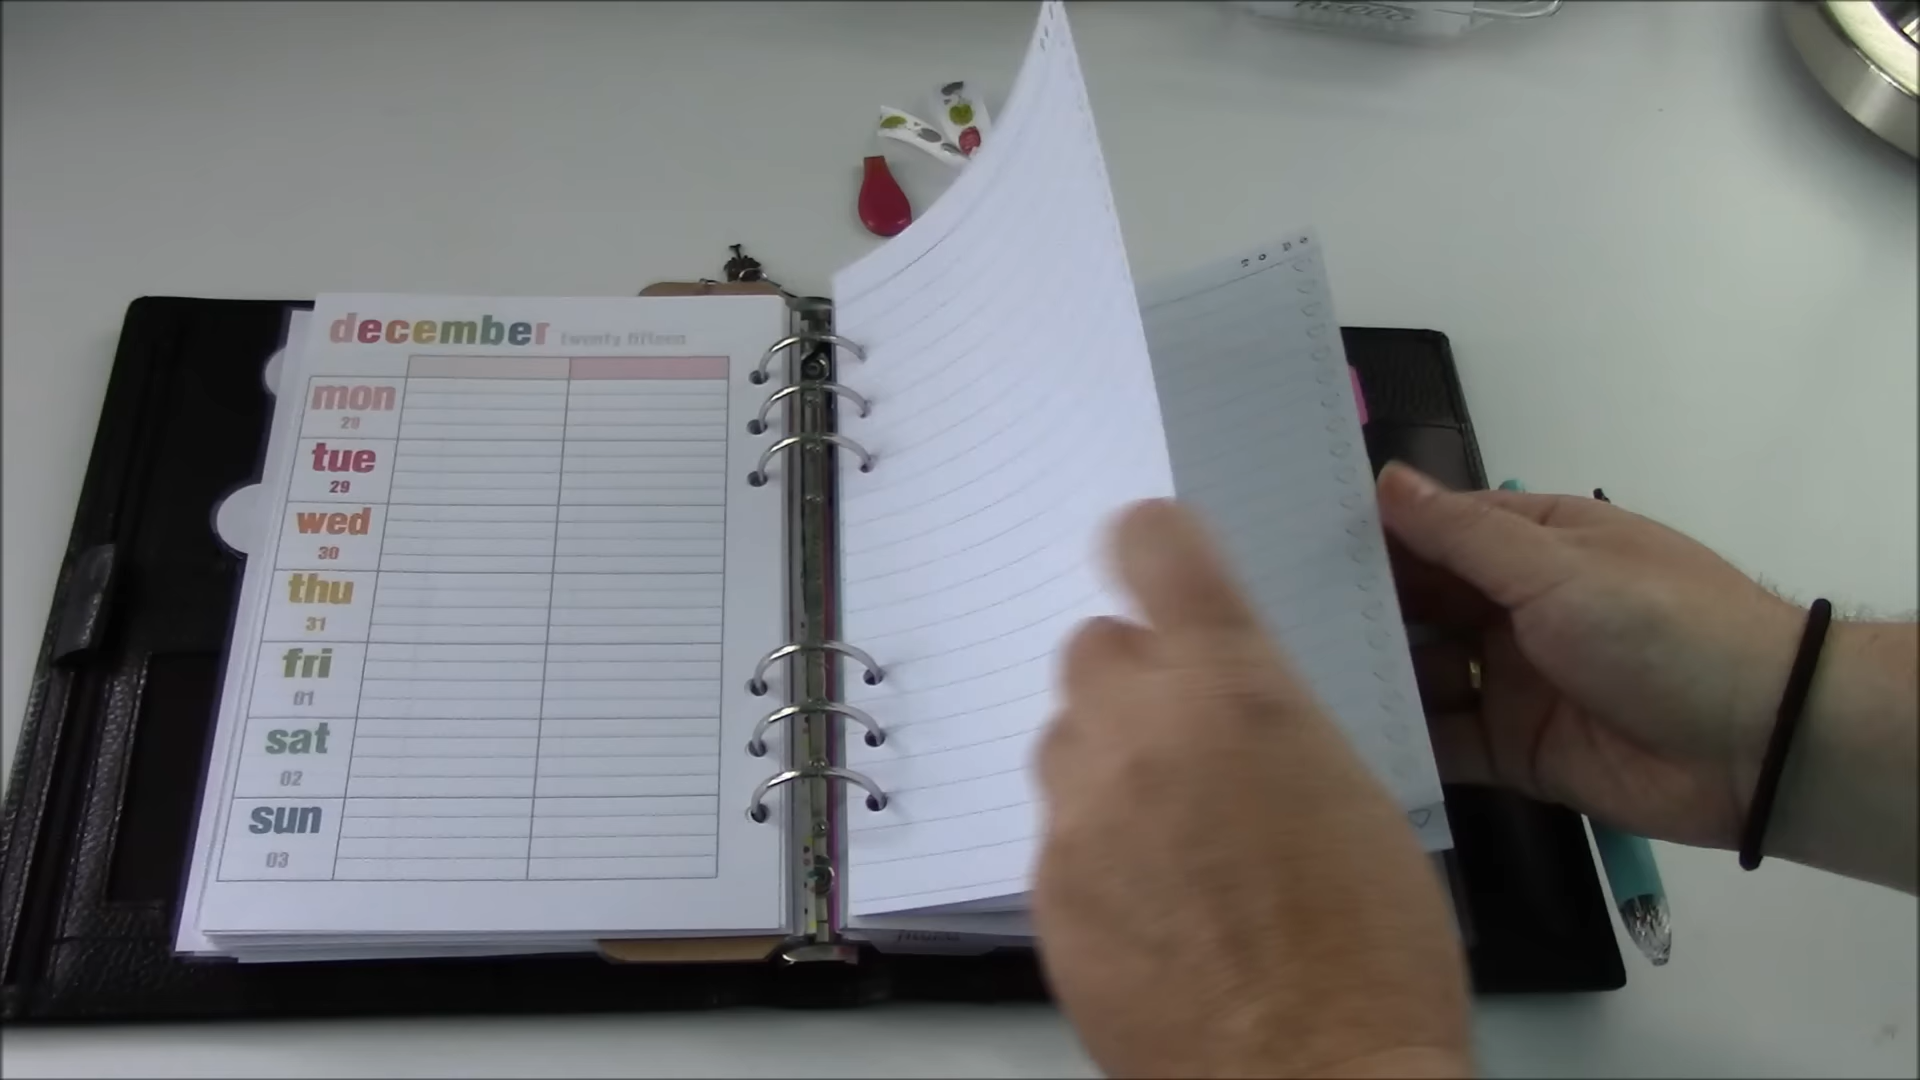 december twenty fifteen
mon
28
tue
29
wed
30
thu
31
fri
01
sat
02
sun
03